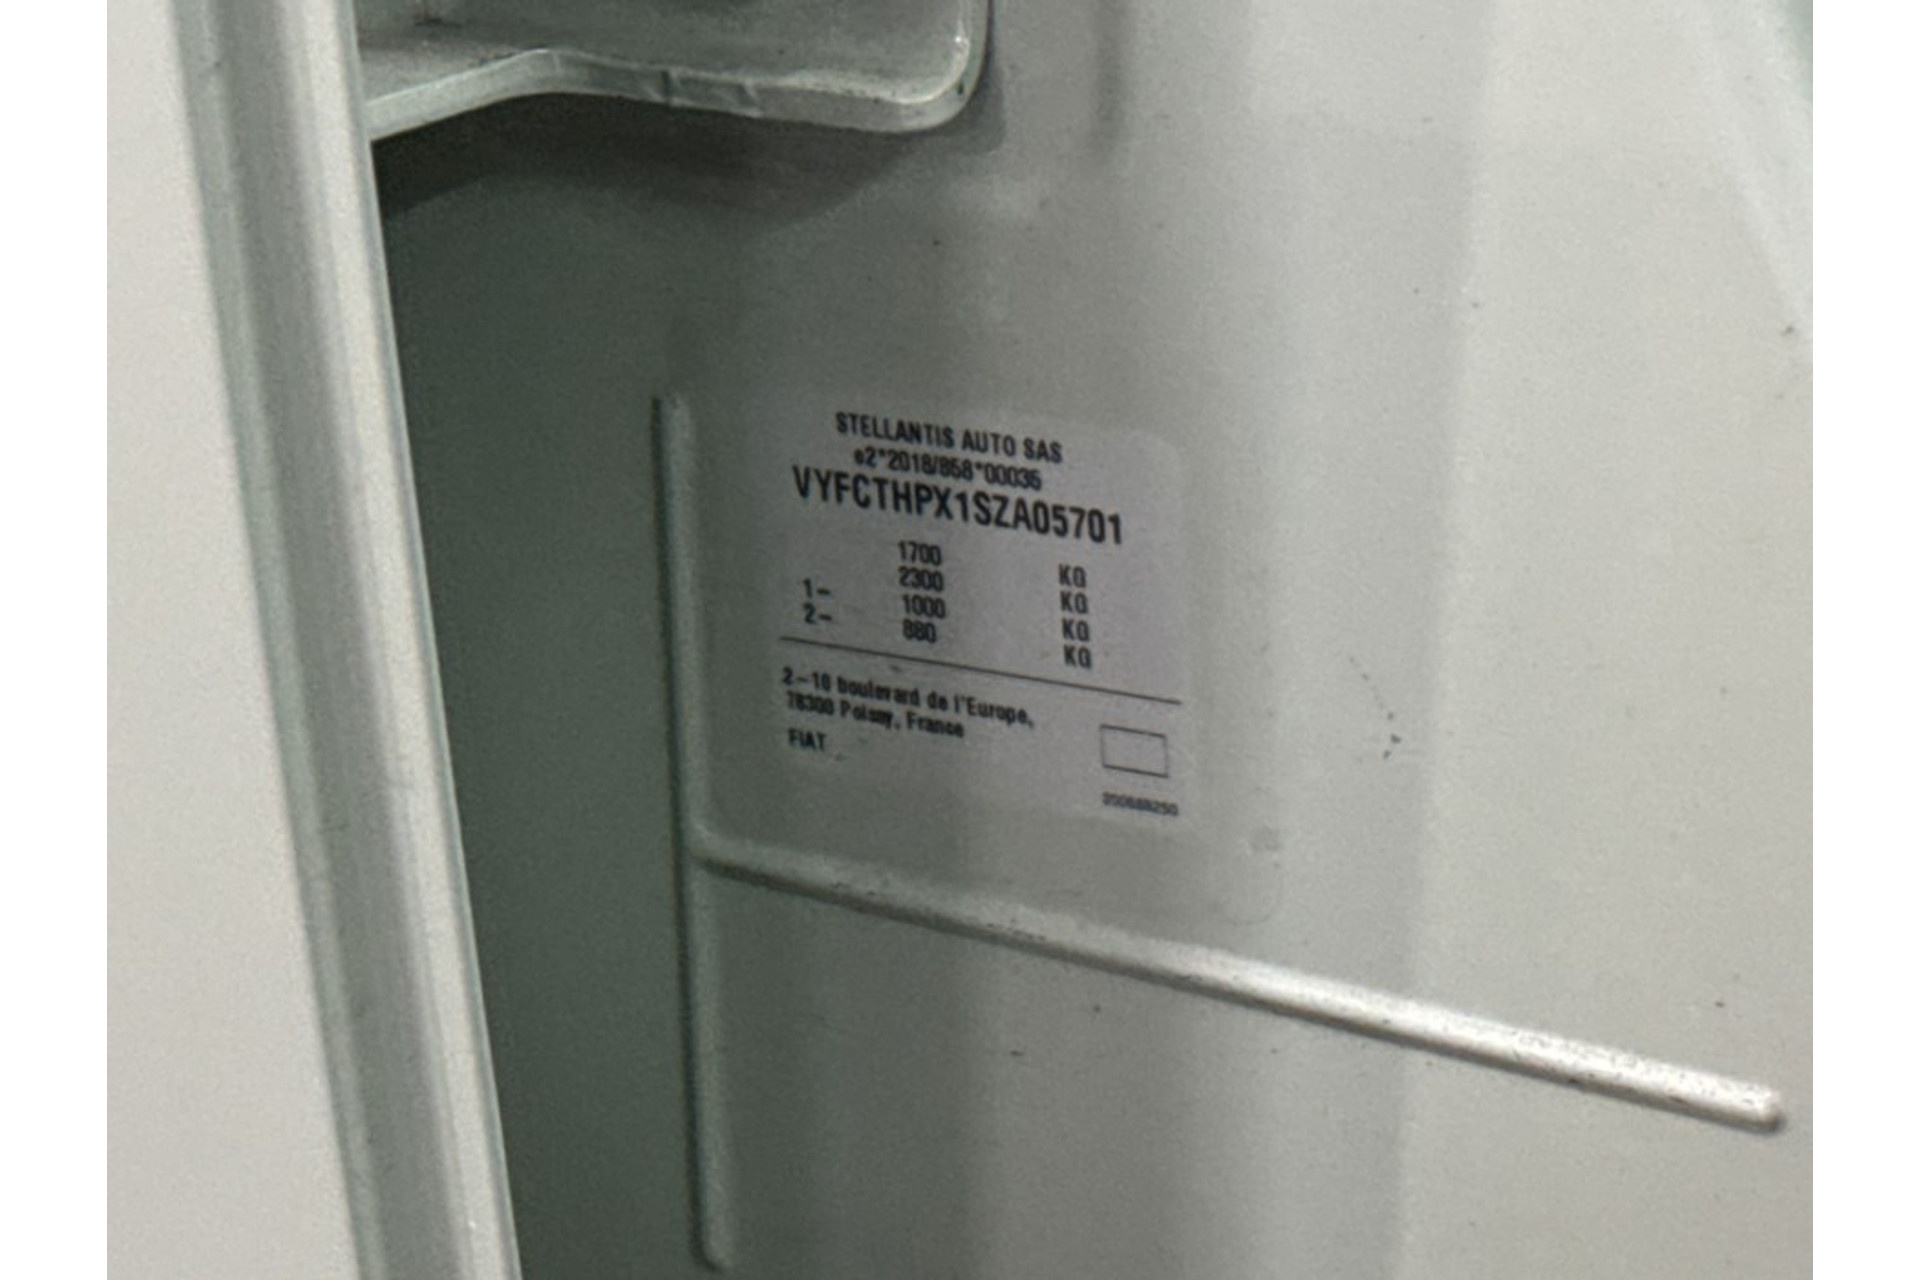 STELLANTIS AUTO SAS
e2*2018/858*00035
VYFCTHPX1SZA05701
1700 KG
2300 KG
1- 1000 KG
2- 880 KG
2-10 boulevard de l'Europe,
78300 Poissy, France
FIAT